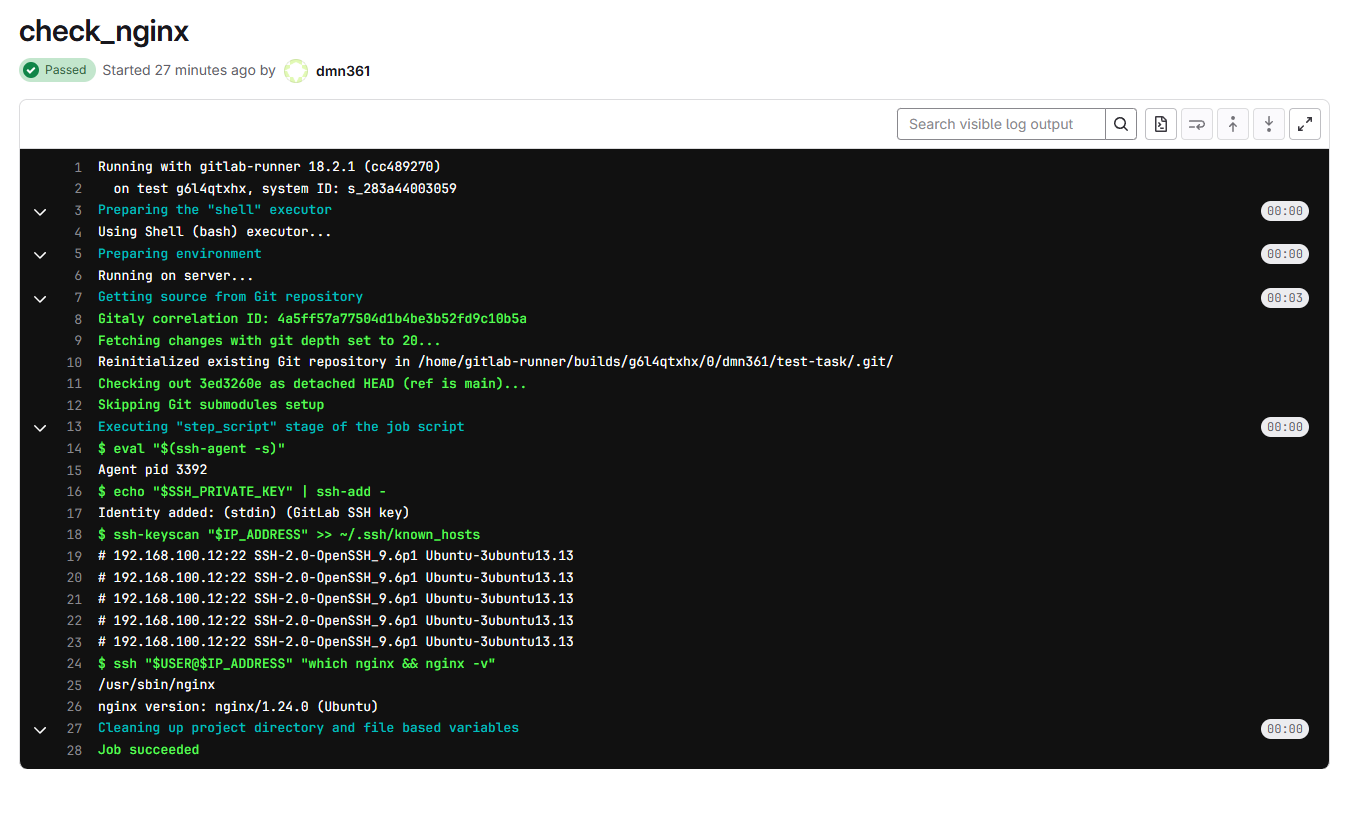 check_nginx
Passed Started 27 minutes ago by dmn361
Search visible log output
1 Running with gitlab-runner 18.2.1 (cc489270)
2 on test g6l4qtxhx, system ID: s_283a44003059
3 Preparing the "shell" executor 00:00
4 Using Shell (bash) executor...
5 Preparing environment 00:00
6 Running on server...
7 Getting source from Git repository 00:03
8 Gitaly correlation ID: 4a5ff57a77504d1b4be3b52fd9c10b5a
9 Fetching changes with git depth set to 20...
10 Reinitialized existing Git repository in /home/gitlab-runner/builds/g6l4qtxhx/0/dmn361/test-task/.git/
11 Checking out 3ed3260e as detached HEAD (ref is main)...
12 Skipping Git submodules setup
13 Executing "step_script" stage of the job script 00:00
14 $ eval "$(ssh-agent -s)"
15 Agent pid 3392
16 $ echo "$SSH_PRIVATE_KEY" | ssh-add -
17 Identity added: (stdin) (GitLab SSH key)
18 $ ssh-keyscan "$IP_ADDRESS" >> ~/.ssh/known_hosts
19 # 192.168.100.12:22 SSH-2.0-OpenSSH_9.6p1 Ubuntu-3ubuntu13.13
20 # 192.168.100.12:22 SSH-2.0-OpenSSH_9.6p1 Ubuntu-3ubuntu13.13
21 # 192.168.100.12:22 SSH-2.0-OpenSSH_9.6p1 Ubuntu-3ubuntu13.13
22 # 192.168.100.12:22 SSH-2.0-OpenSSH_9.6p1 Ubuntu-3ubuntu13.13
23 # 192.168.100.12:22 SSH-2.0-OpenSSH_9.6p1 Ubuntu-3ubuntu13.13
24 $ ssh "$USER@$IP_ADDRESS" "which nginx && nginx -v"
25 /usr/sbin/nginx
26 nginx version: nginx/1.24.0 (Ubuntu)
27 Cleaning up project directory and file based variables 00:00
28 Job succeeded